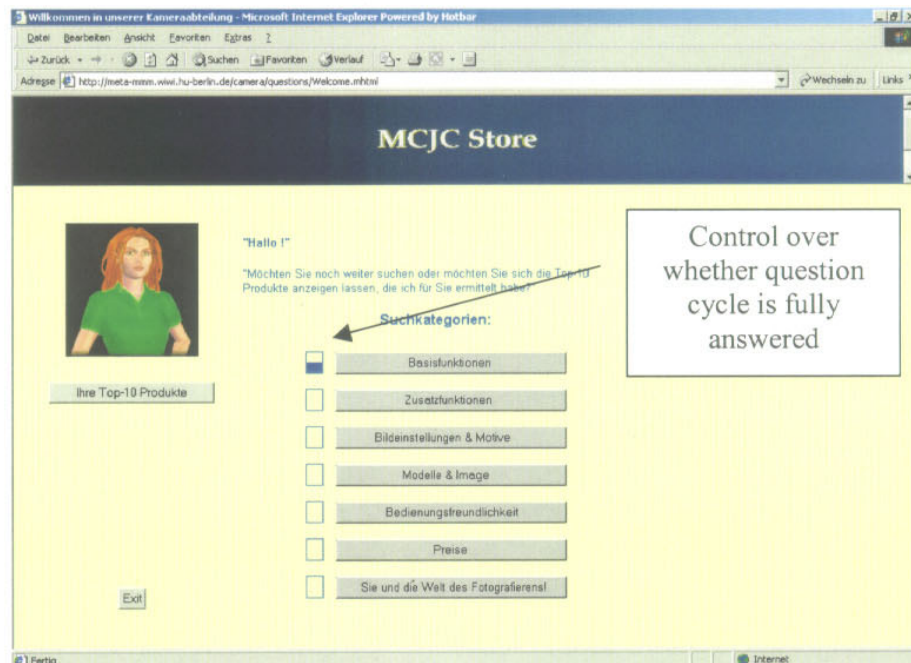 Willkommen in unserer Kameraabteilung - Microsoft Internet Explorer Powered by Hotbar
Datei Bearbeiten Ansicht Favoriten Extras ?
Zurück Suchen Favoriten Verlauf
Adresse http://meta-mmm.wiwi.hu-berlin.de/camera/questions/Welcome.mhtml Wechseln zu Links
MCJC Store
"Hallo !"
"Möchten Sie noch weiter suchen oder möchten Sie sich die Top-10
Produkte anzeigen lassen, die ich für Sie ermittelt habe?"
Suchkategorien:
Control over
whether question
cycle is fully
answered
Ihre Top-10 Produkte
Basisfunktionen
Zusatzfunktionen
Bildeinstellungen & Motive
Modelle & Image
Bedienungsfreundlichkeit
Preise
Sie und die Welt des Fotografierens!
Exit
Fertig
Internet